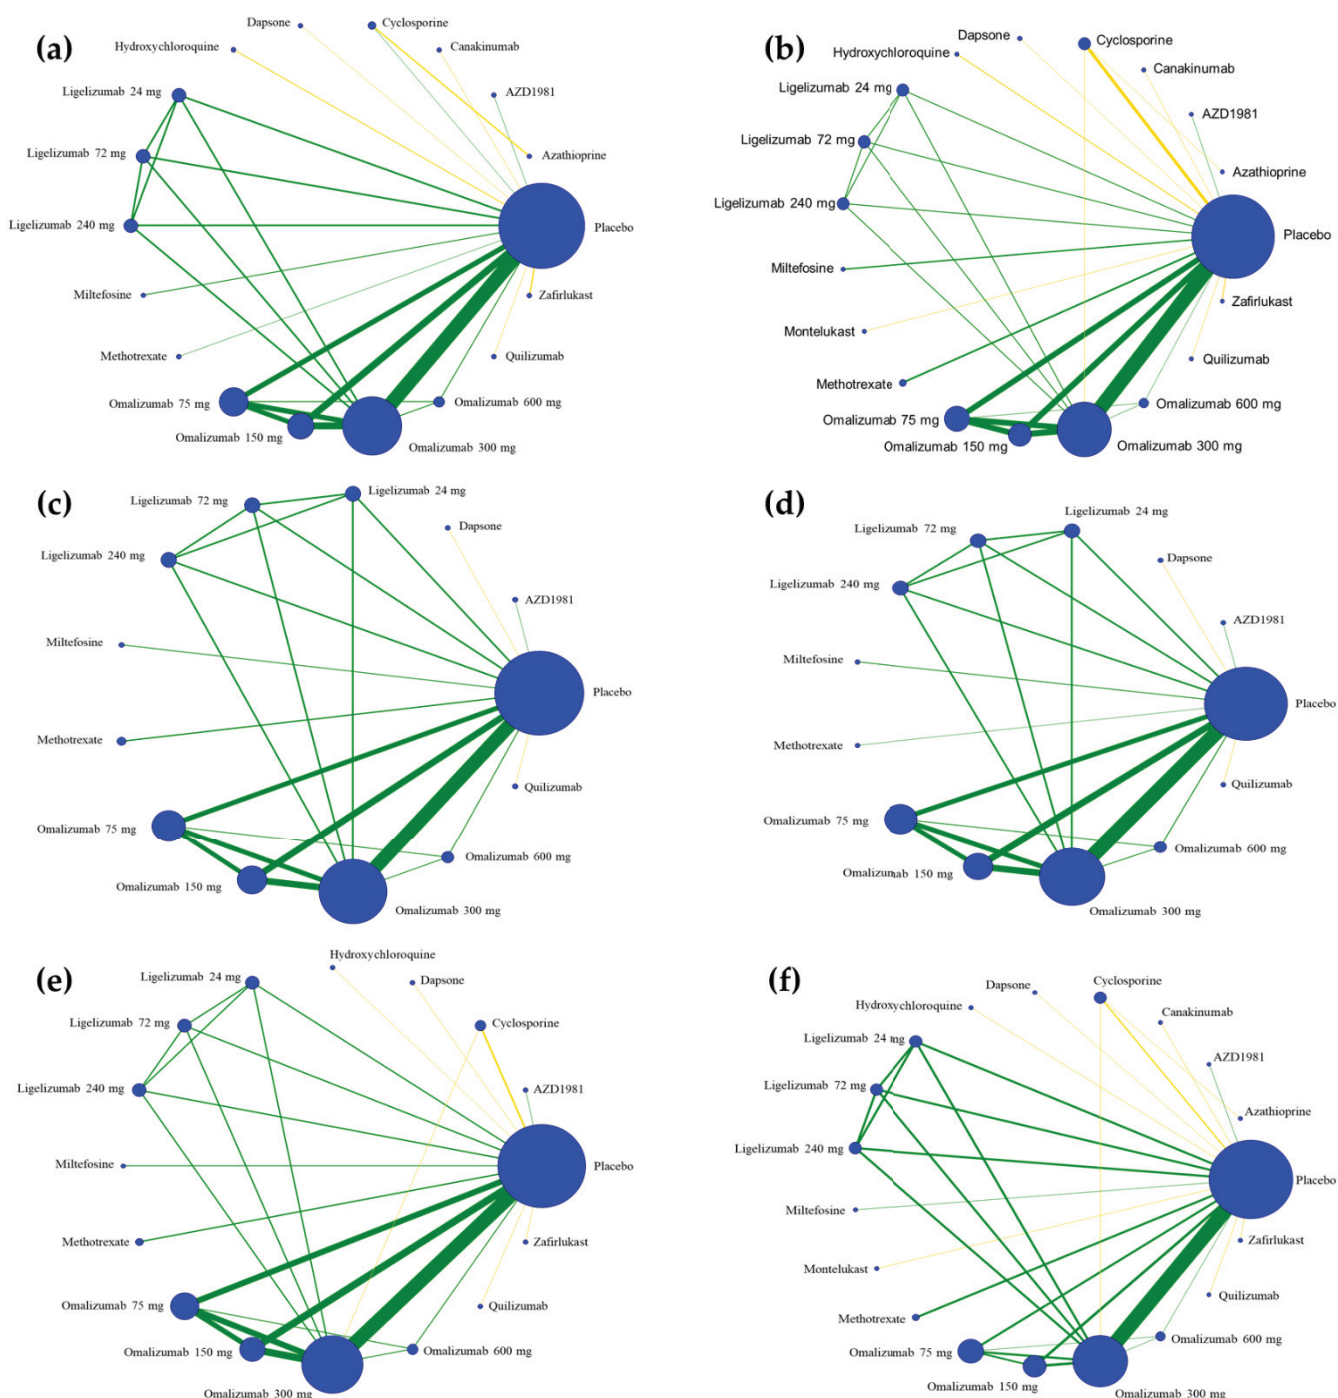 (a)
Dapsone
Cyclosporine
Hydroxychloroquine
Canakinumab
Ligelizumab 24 mg
AZD1981
Ligelizumab 72 mg
Azathioprine
Ligelizumab 240 mg
Placebo
Miltefosine
Zafirlukast
Methotrexate
Quilizumab
Omalizumab 75 mg
Omalizumab 600 mg
Omalizumab 150 mg
Omalizumab 300 mg
(b)
Dapsone
Cyclosporine
Hydroxychloroquine
Canakinumab
Ligelizumab 24 mg
AZD1981
Ligelizumab 72 mg
Azathioprine
Ligelizumab 240 mg
Placebo
Miltefosine
Zafirlukast
Montelukast
Quilizumab
Methotrexate
Omalizumab 600 mg
Omalizumab 75 mg
Omalizumab 150 mg
Omalizumab 300 mg
(c)
Ligelizumab 24 mg
Ligelizumab 72 mg
Dapsone
Ligelizumab 240 mg
AZD1981
Miltefosine
Placebo
Methotrexate
Quilizumab
Omalizumab 75 mg
Omalizumab 600 mg
Omalizumab 150 mg
Omalizumab 300 mg
(d)
Ligelizumab 24 mg
Ligelizumab 72 mg
Dapsone
Ligelizumab 240 mg
AZD1981
Miltefosine
Placebo
Methotrexate
Quilizumab
Omalizumab 75 mg
Omalizumab 600 mg
Omalizumab 150 mg
Omalizumab 300 mg
(e)
Hydroxychloroquine
Ligelizumab 24 mg
Dapsone
Ligelizumab 72 mg
Cyclosporine
Ligelizumab 240 mg
AZD1981
Miltefosine
Placebo
Methotrexate
Zafirlukast
Omalizumab 75 mg
Quilizumab
Omalizumab 150 mg
Omalizumab 600 mg
Omalizumab 300 mg
(f)
Cyclosporine
Dapsone
Hydroxychloroquine
Canakinumab
Ligelizumab 24 mg
AZD1981
Ligelizumab 72 mg
Azathioprine
Ligelizumab 240 mg
Placebo
Miltefosine
Zafirlukast
Montelukast
Quilizumab
Methotrexate
Omalizumab 600 mg
Omalizumab 75 mg
Omalizumab 150 mg
Omalizumab 300 mg